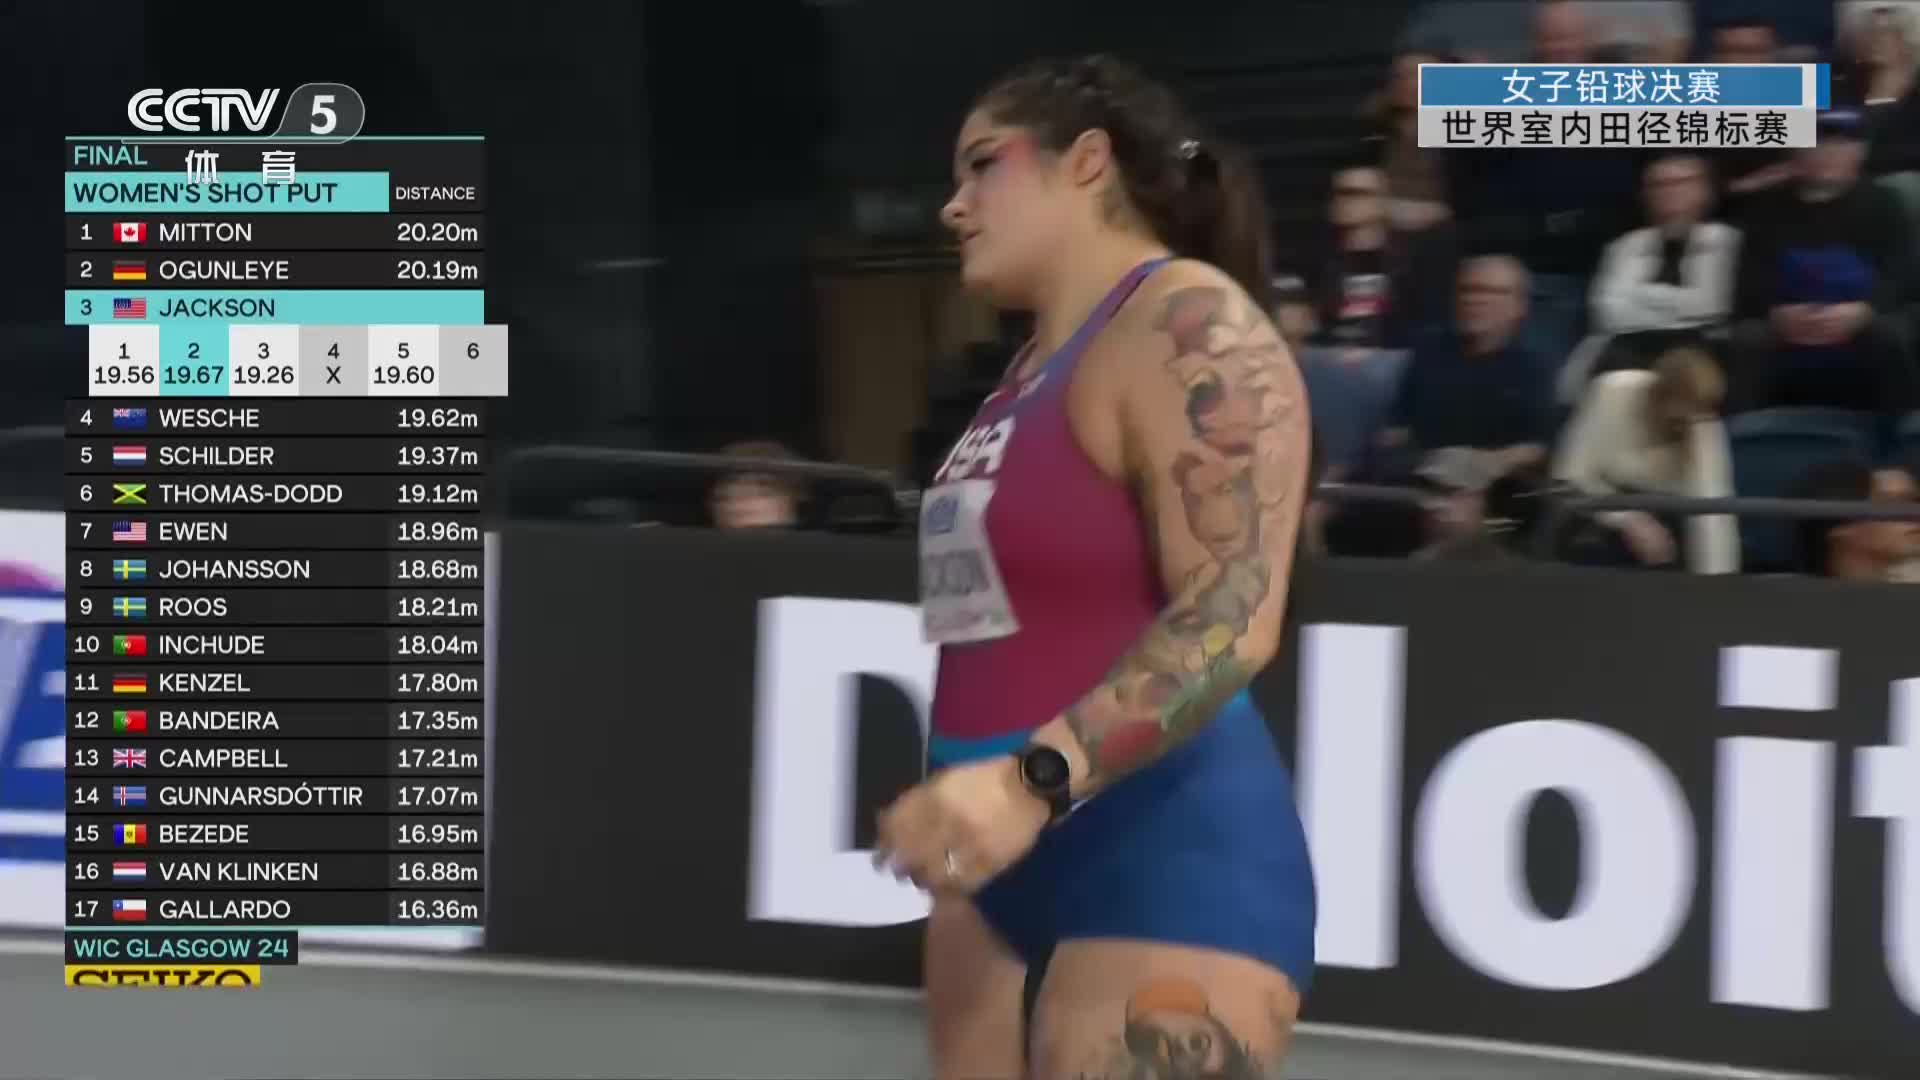 CCTV 5
体育
女子铅球决赛
世界室内田径锦标赛
FINAL
WOMEN'S SHOT PUT DISTANCE
1 MITTON 20.20m
2 OGUNLEYE 20.19m
3 JACKSON
1 2 3 4 5 6
19.56 19.67 19.26 X 19.60
4 WESCHE 19.62m
5 SCHILDER 19.37m
6 THOMAS-DODD 19.12m
7 EWEN 18.96m
8 JOHANSSON 18.68m
9 ROOS 18.21m
10 INCHUDE 18.04m
11 KENZEL 17.80m
12 BANDEIRA 17.35m
13 CAMPBELL 17.21m
14 GUNNARSDÓTTIR 17.07m
15 BEZEDE 16.95m
16 VAN KLINKEN 16.88m
17 GALLARDO 16.36m
WIC GLASGOW 24
SEIKO
USA